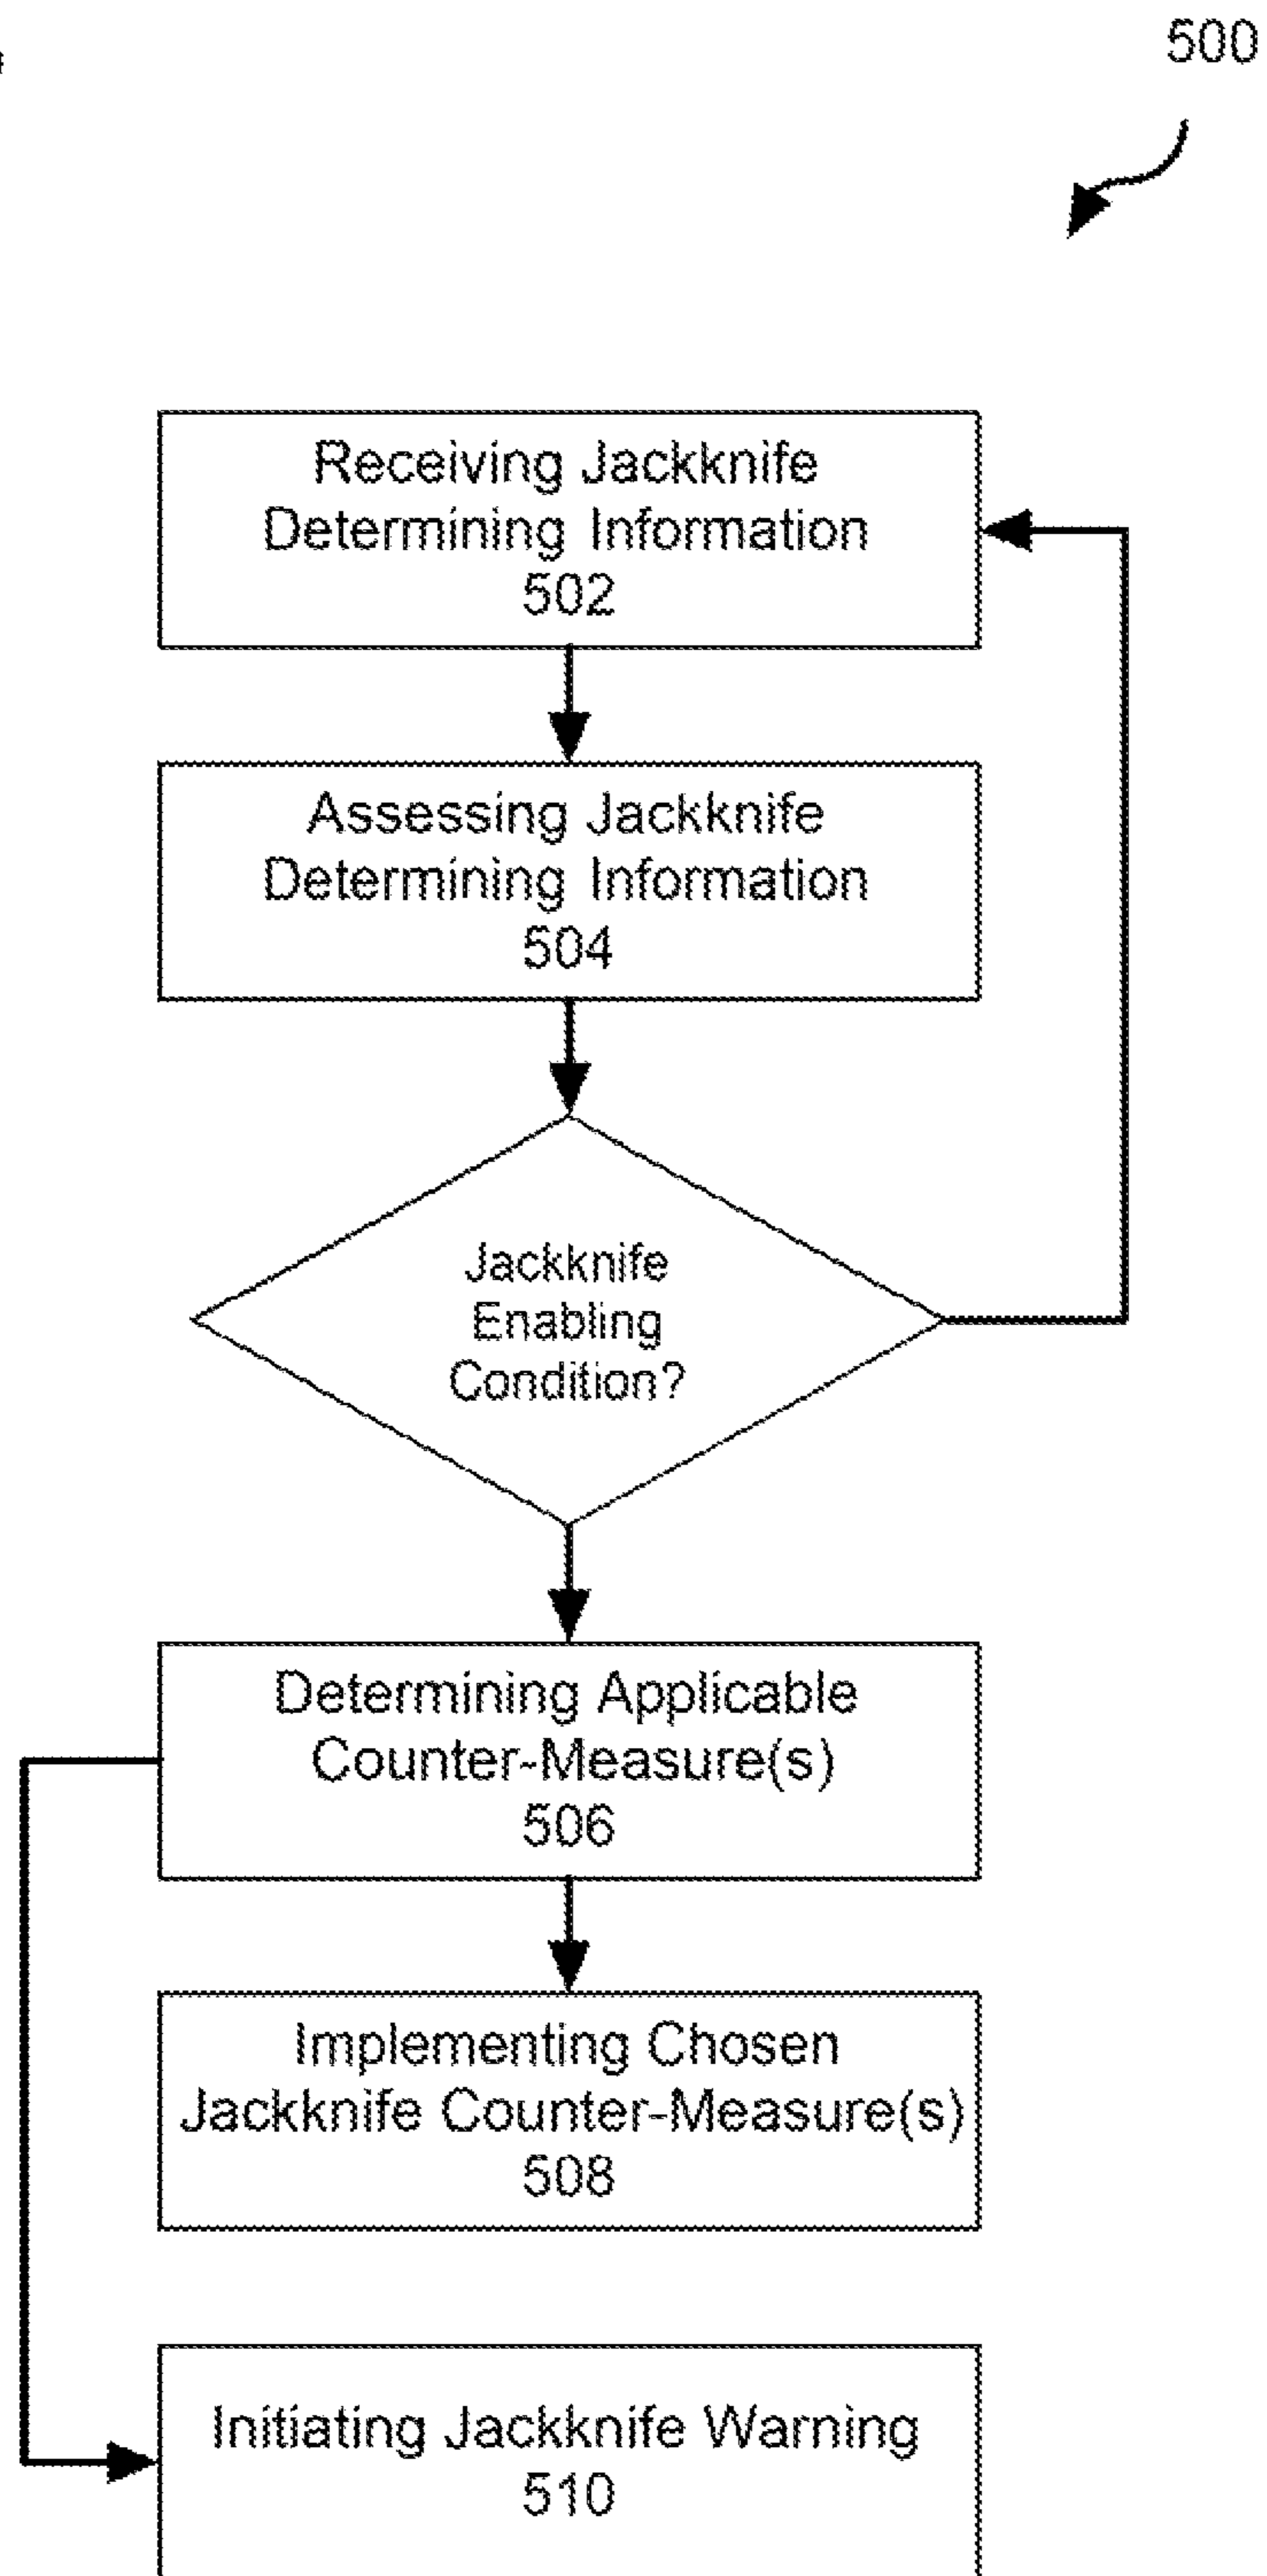 500
Receiving Jackknife
Determining Information
502
Assessing Jackknife
Determining Information
504
Jackknife
Enabling
Condition?
Determining Applicable
Counter-Measure(s)
506
Implementing Chosen
Jackknife Counter-Measure(s)
508
Initiating Jackknife Warning
510